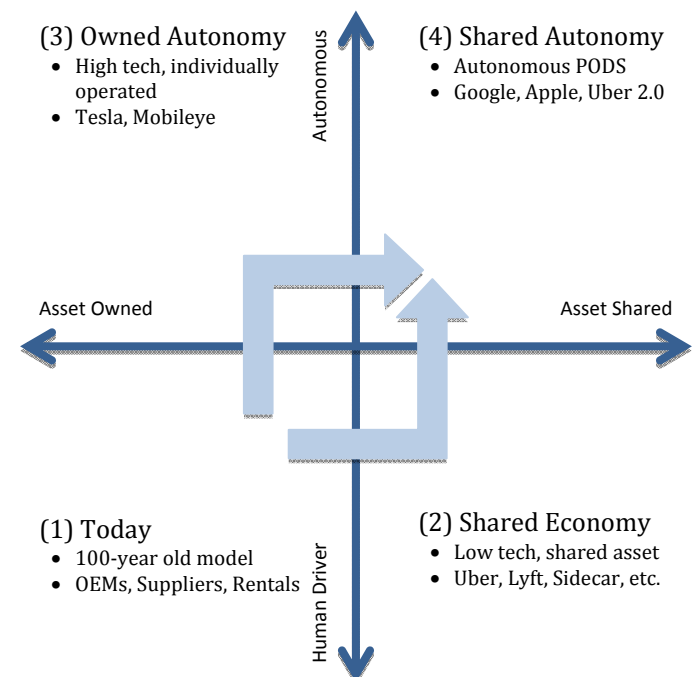 (3) Owned Autonomy
• High tech, individually
operated
• Tesla, Mobileye
Autonomous
(4) Shared Autonomy
• Autonomous PODS
• Google, Apple, Uber 2.0
Asset Owned
Asset Shared
(1) Today
• 100-year old model
• OEMs, Suppliers, Rentals
Human Driver
(2) Shared Economy
• Low tech, shared asset
• Uber, Lyft, Sidecar, etc.